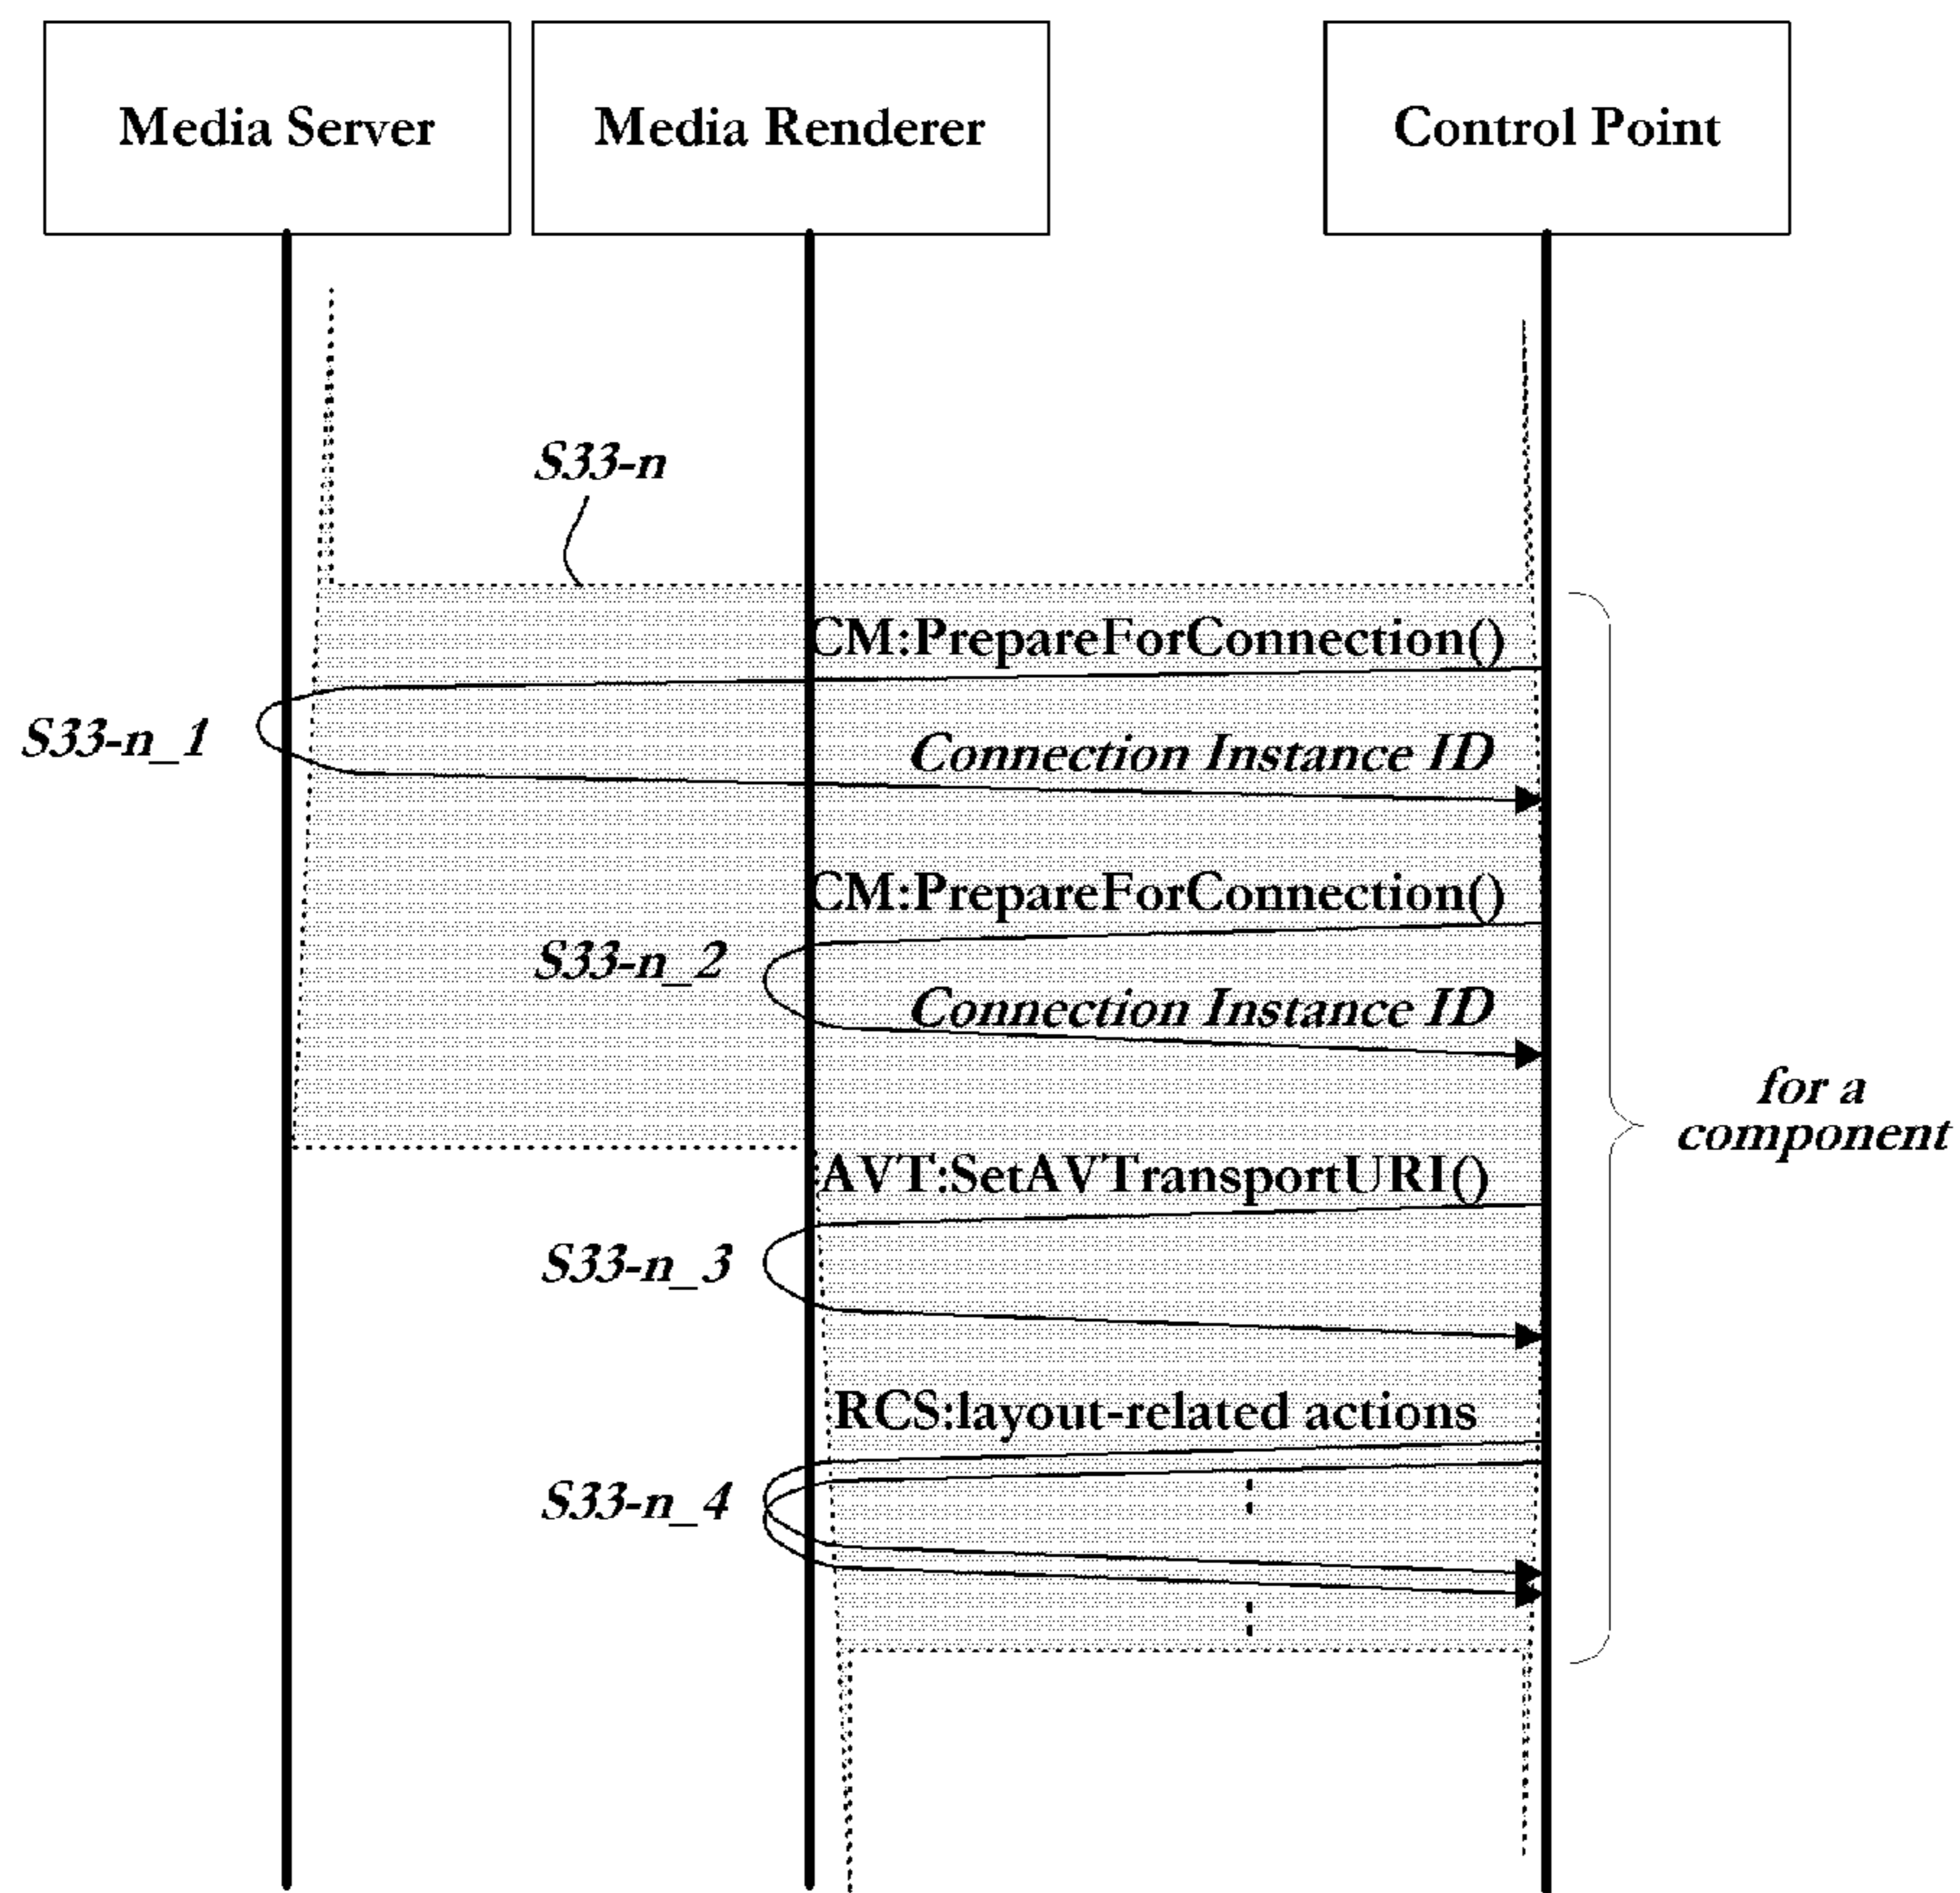 Media Server
Media Renderer
Control Point
S33-n
CM:PrepareForConnection()
S33-n_1
Connection Instance ID
CM:PrepareForConnection()
S33-n_2
Connection Instance ID
for a
component
AVT:SetAVTransportURI()
S33-n_3
RCS:layout-related actions
S33-n_4